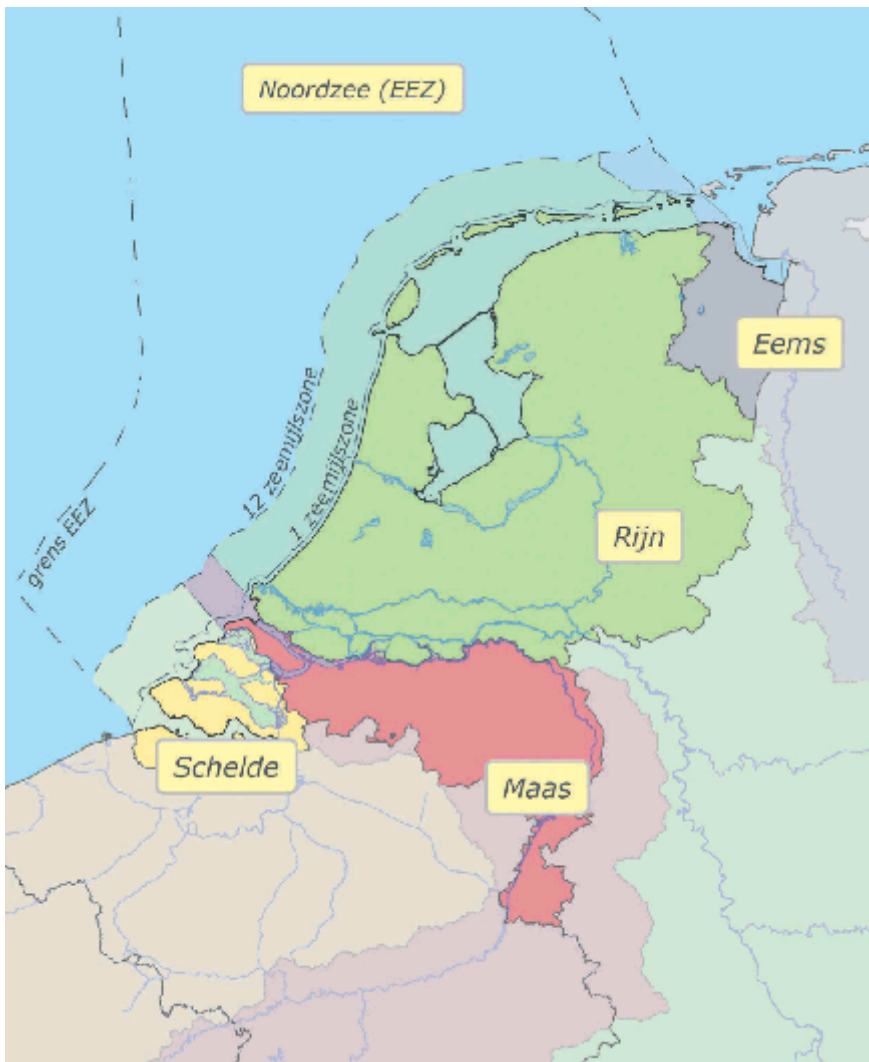 Noordzee (EEZ)
Eems
12 zeemijlszone
1 zeemijlszone
grens EEZ
Rijn
Schelde
Maas